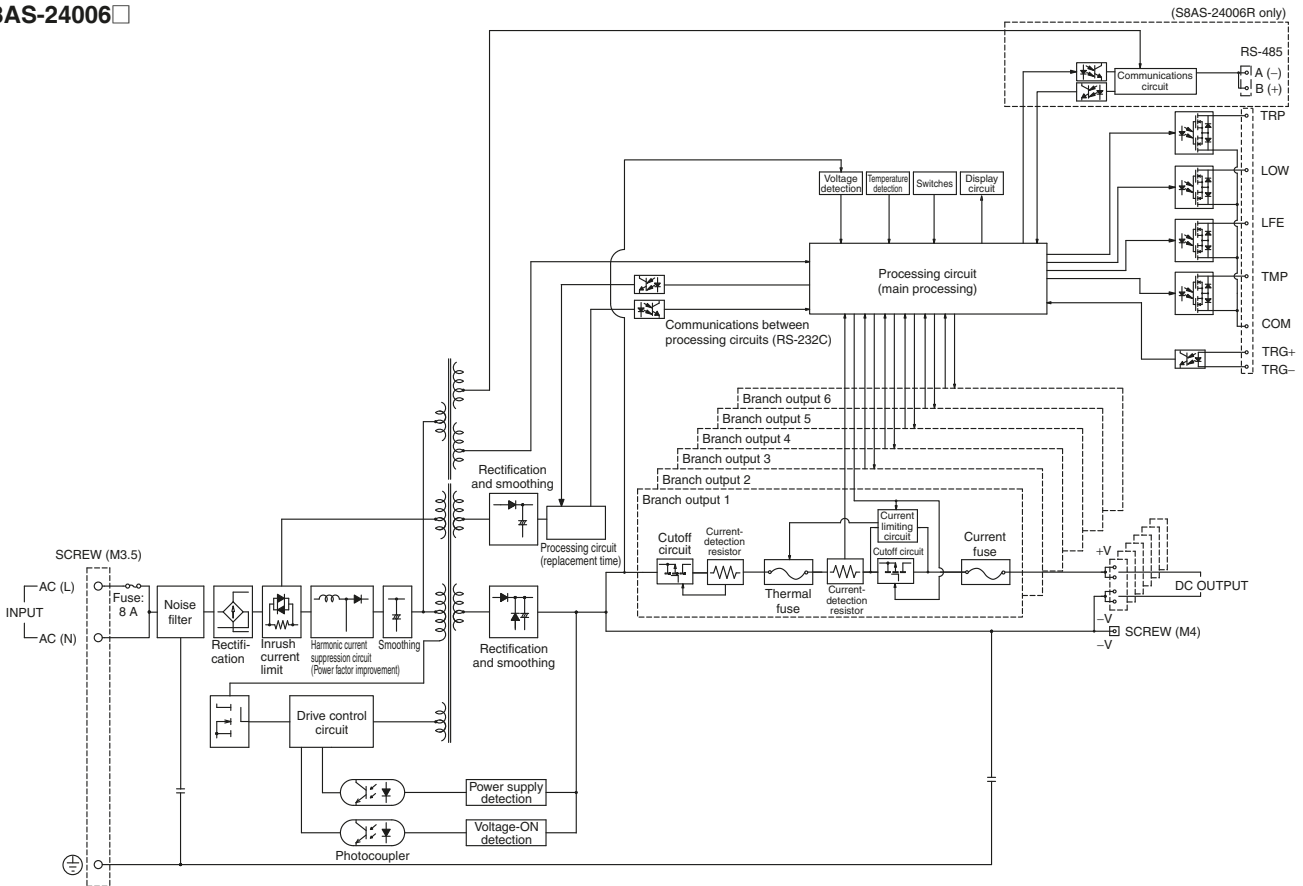 8AS-24006□
(S8AS-24006R only)
RS-485
A (−)
B (+)
Communications
circuit
TRP
LOW
LFE
TMP
COM
TRG+
TRG−
Voltage
detection
Temperature
detection
Switches
Display
circuit
Processing circuit
(main processing)
Communications between
processing circuits (RS-232C)
Branch output 6
Branch output 5
Branch output 4
Branch output 3
Branch output 2
Branch output 1
Rectification
and smoothing
Processing circuit
(replacement time)
Cutoff
circuit
Current-
detection
resistor
Thermal
fuse
Current
limiting
circuit
Cutoff circuit
Current-
detection
resistor
Current
fuse
+V
DC OUTPUT
−V
SCREW (M4)
−V
SCREW (M3.5)
AC (L)
INPUT
AC (N)
Fuse:
8 A
Noise
filter
Rectifi-
cation
Inrush
current
limit
Harmonic current
suppression circuit
(Power factor improvement)
Smoothing
Rectification
and smoothing
Drive control
circuit
Power supply
detection
Voltage-ON
detection
Photocoupler